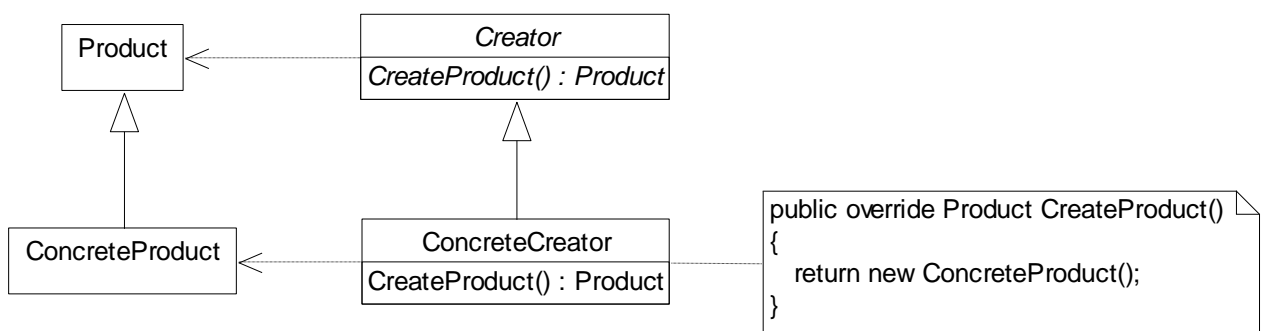 Product
Creator
CreateProduct() : Product
ConcreteProduct
ConcreteCreator
CreateProduct() : Product
public override Product CreateProduct()
{
return new ConcreteProduct();
}